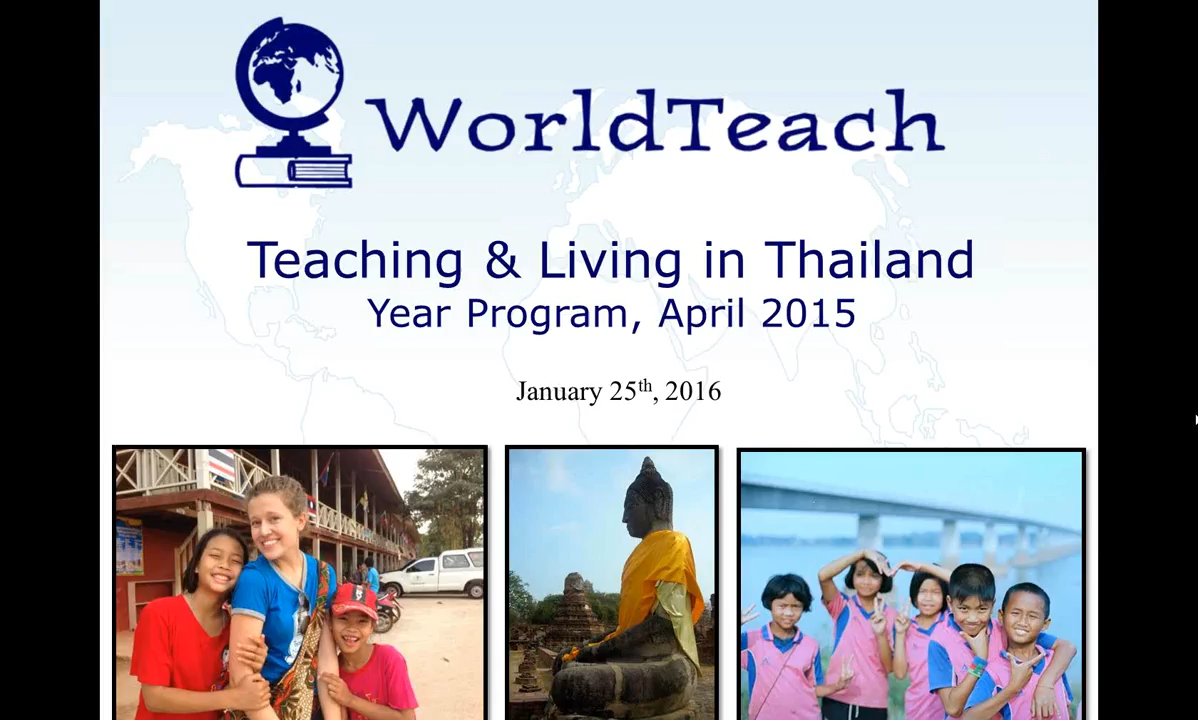 WorldTeach
Teaching & Living in Thailand
Year Program, April 2015
January 25th, 2016